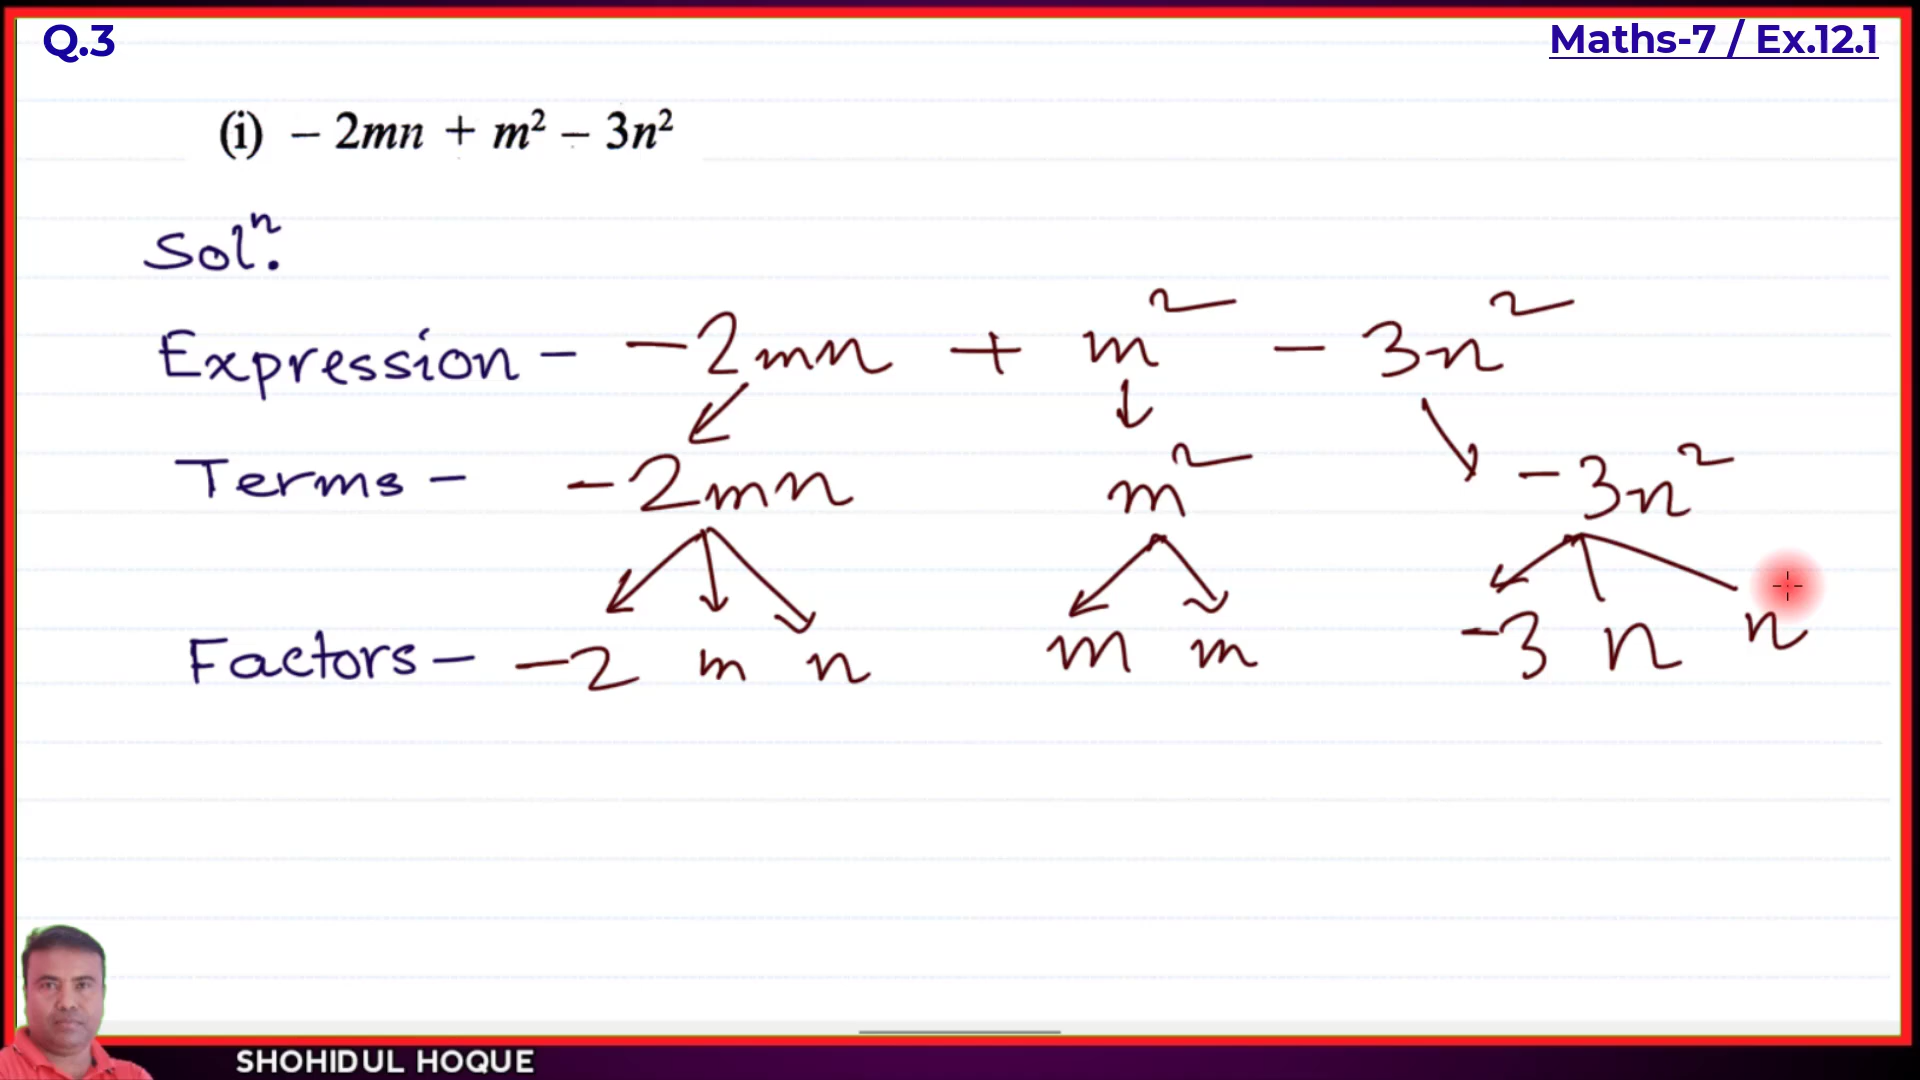 Q.3
Maths-7 / Ex.12.1
(i) – 2mn + m² – 3n²
Solⁿ.
Expression – -2mn + m² - 3n²
Terms – -2mn m² -3n²
Factors – -2 m n m m -3 n n
SHOHIDUL HOQUE